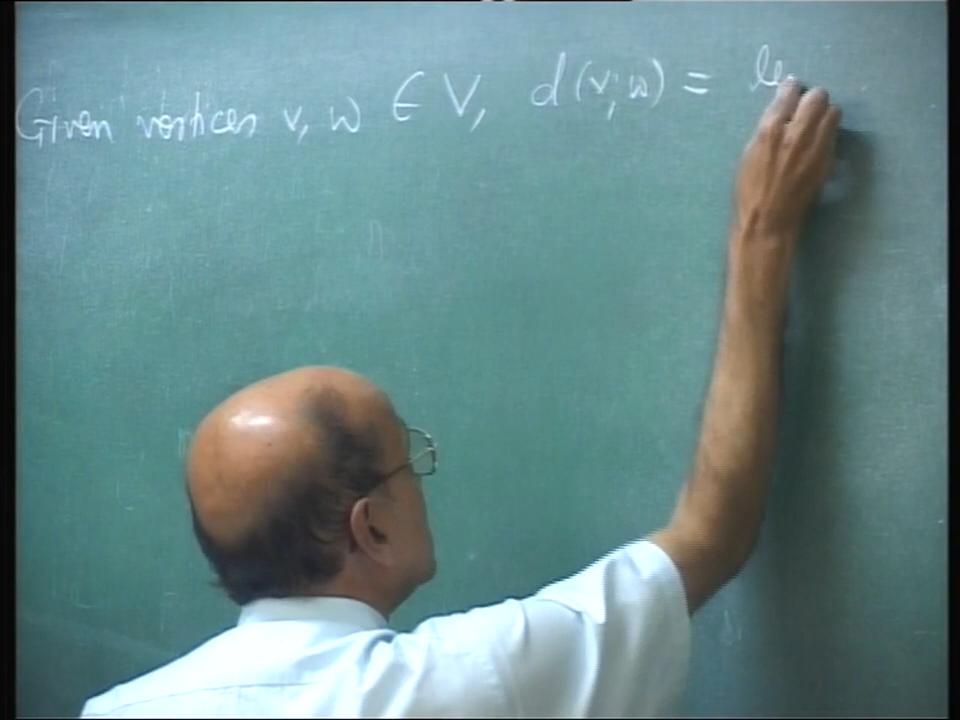 Given vertices v, w ∈ V, d(v, w) = le